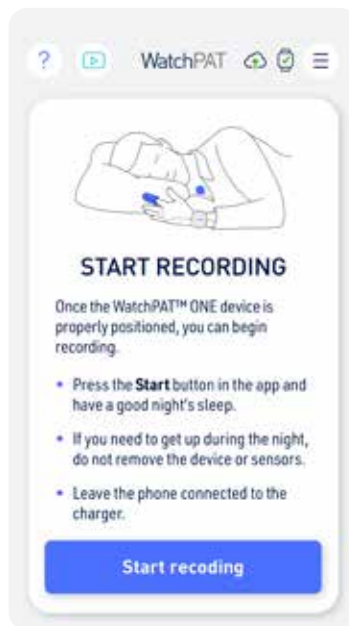 ? WatchPAT
START RECORDING
Once the WatchPAT™ ONE device is
properly positioned, you can begin
recording.
• Press the Start button in the app and
have a good night's sleep.
• If you need to get up during the night,
do not remove the device or sensors.
• Leave the phone connected to the
charger.
Start recoding